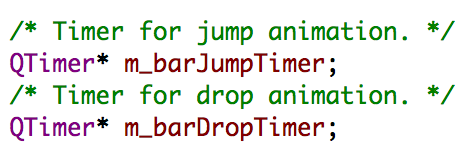 /* Timer for jump animation. */
QTimer* m_barJumpTimer;
/* Timer for drop animation. */
QTimer* m_barDropTimer;